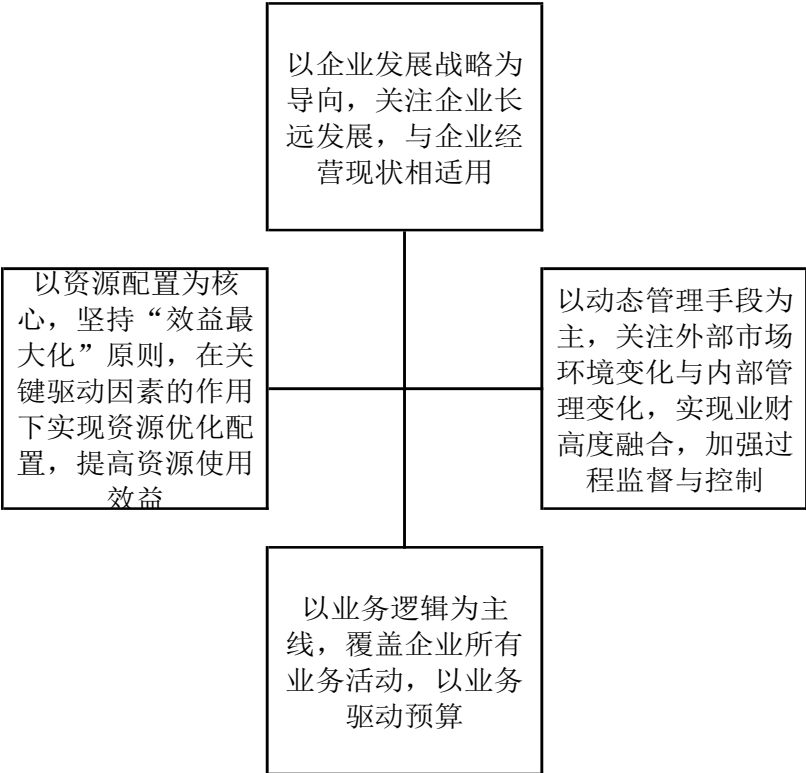 以企业发展战略为
导向，关注企业长
远发展，与企业经
营现状相适用
以资源配置为核
心，坚持“效益最
大化”原则，在关
键驱动因素的作用
下实现资源优化配
置，提高资源使用
效益
以动态管理手段为
主，关注外部市场
环境变化与内部管
理变化，实现业财
高度融合，加强过
程监督与控制
以业务逻辑为主
线，覆盖企业所有
业务活动，以业务
驱动预算